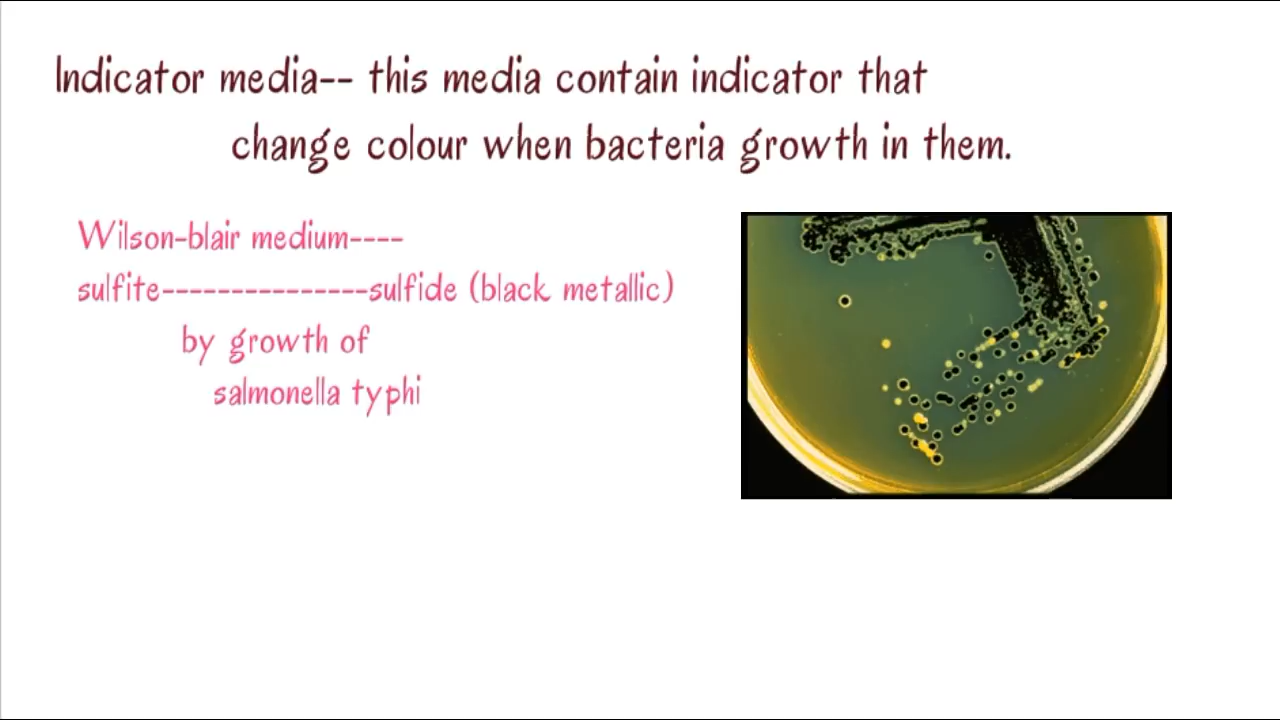 Indicator media-- this media contain indicator that
change colour when bacteria growth in them.
Wilson-blair medium----
sulfite---------------sulfide (black metallic)
by growth of
salmonella typhi